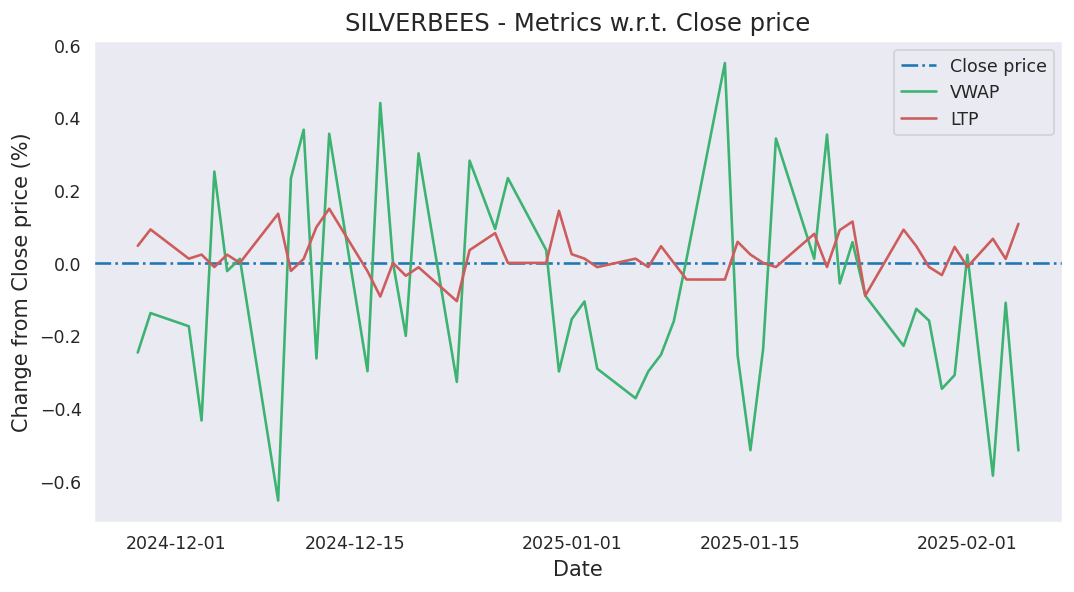 SILVERBEES - Metrics w.r.t. Close price
Change from Close price (%)
0.6
0.4
0.2
0.0
−0.2
−0.4
−0.6
Close price
VWAP
LTP
2024-12-01
2024-12-15
2025-01-01
2025-01-15
2025-02-01
Date